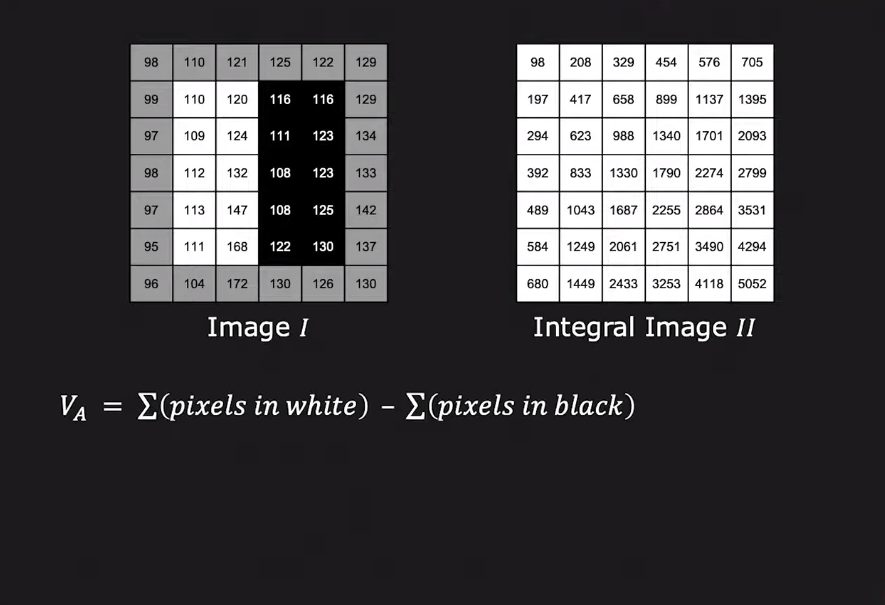 98 110 121 125 122 129
99 110 120 116 116 129
97 109 124 111 123 134
98 112 132 108 123 133
97 113 147 108 125 142
95 111 168 122 130 137
96 104 172 130 126 130
Image I
98 208 329 454 576 705
197 417 658 899 1137 1395
294 623 988 1340 1701 2093
392 833 1330 1790 2274 2799
489 1043 1687 2255 2864 3531
584 1249 2061 2751 3490 4294
680 1449 2433 3253 4118 5052
Integral Image II
V_A = ∑(pixels in white) – ∑(pixels in black)